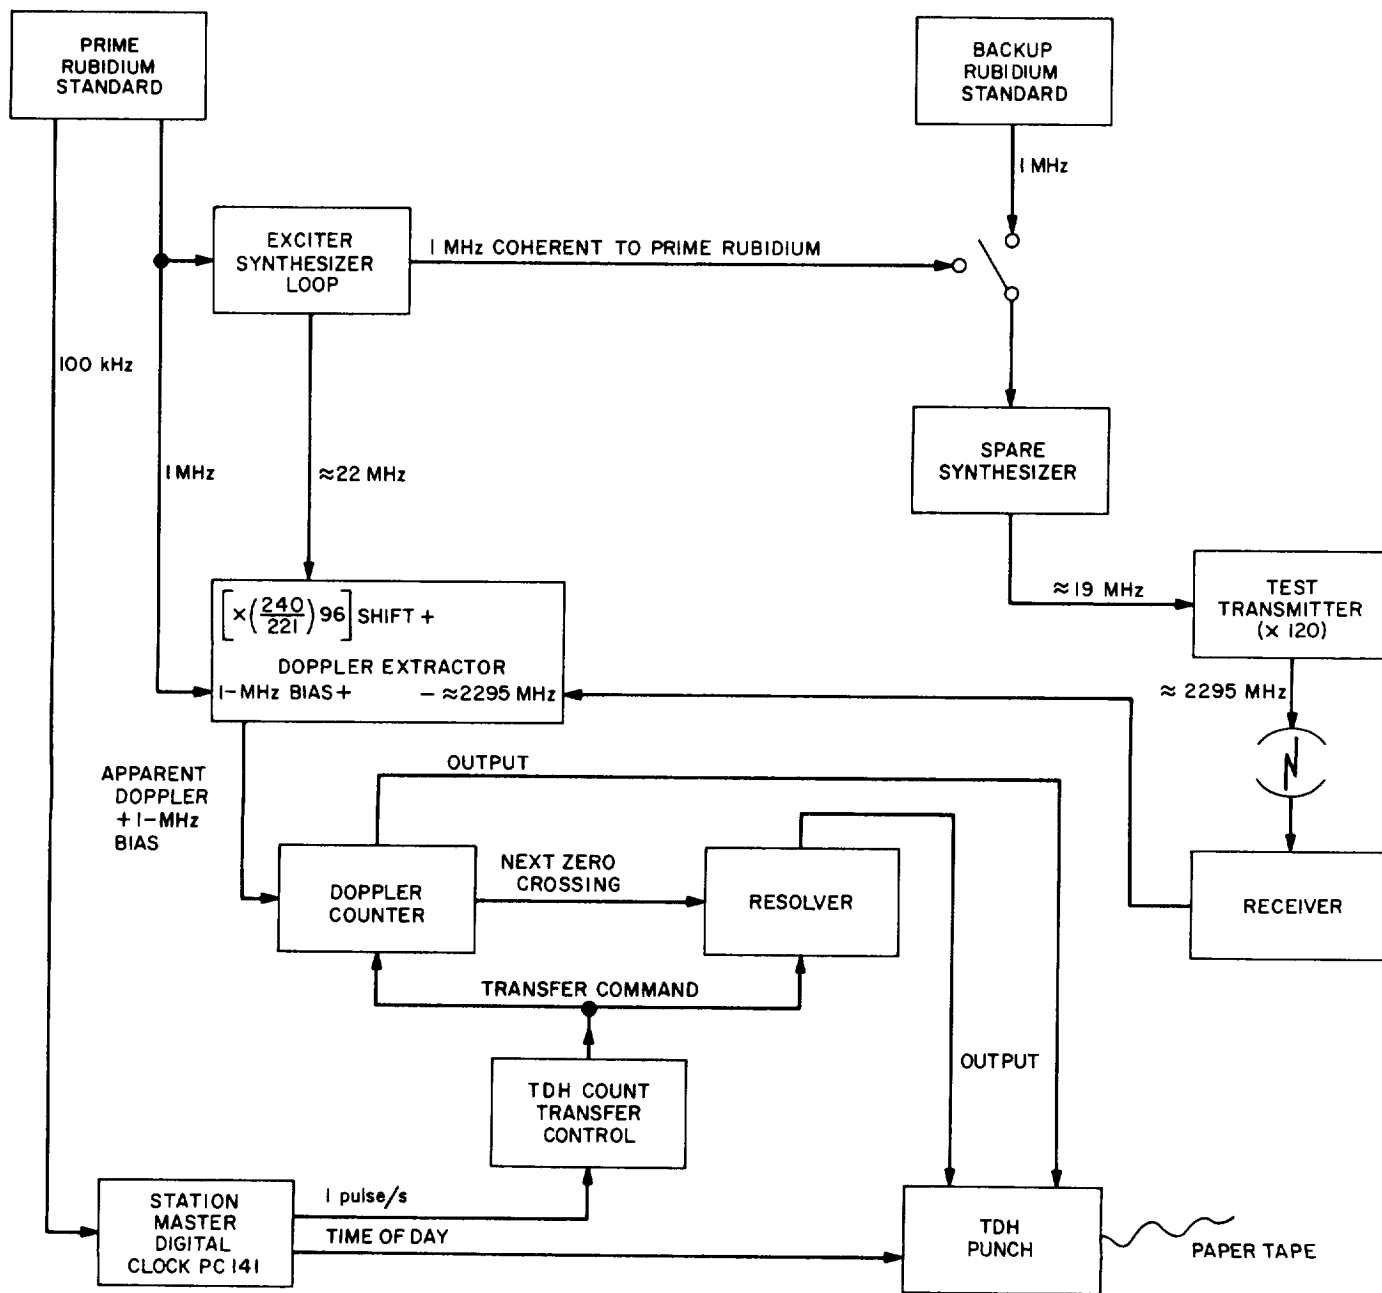 PRIME
RUBIDIUM
STANDARD
BACKUP
RUBIDIUM
STANDARD
1 MHz
EXCITER
SYNTHESIZER
LOOP
1 MHz COHERENT TO PRIME RUBIDIUM
100 kHz
1 MHz
≈22 MHz
SPARE
SYNTHESIZER
≈19 MHz
TEST
TRANSMITTER
(× 120)
[×(240/221)96] SHIFT +
DOPPLER EXTRACTOR
1-MHz BIAS + - ≈2295 MHz
≈ 2295 MHz
N
APPARENT
DOPPLER
+ 1-MHz
BIAS
OUTPUT
DOPPLER
COUNTER
NEXT ZERO
CROSSING
RESOLVER
RECEIVER
TRANSFER COMMAND
OUTPUT
TDH COUNT
TRANSFER
CONTROL
STATION
MASTER
DIGITAL
CLOCK PC 141
1 pulse/s
TIME OF DAY
TDH
PUNCH
PAPER TAPE